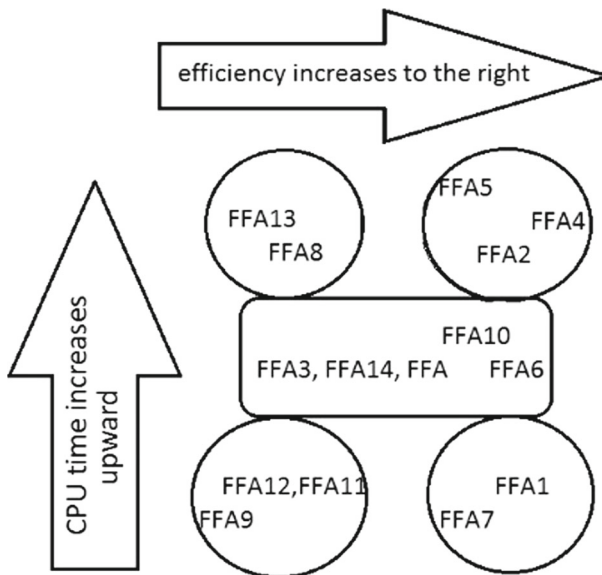 efficiency increases to the right
CPU time increases
upward
FFA13
FFA8
FFA5
FFA4
FFA2
FFA10
FFA3, FFA14, FFA
FFA6
FFA12,FFA11
FFA9
FFA1
FFA7